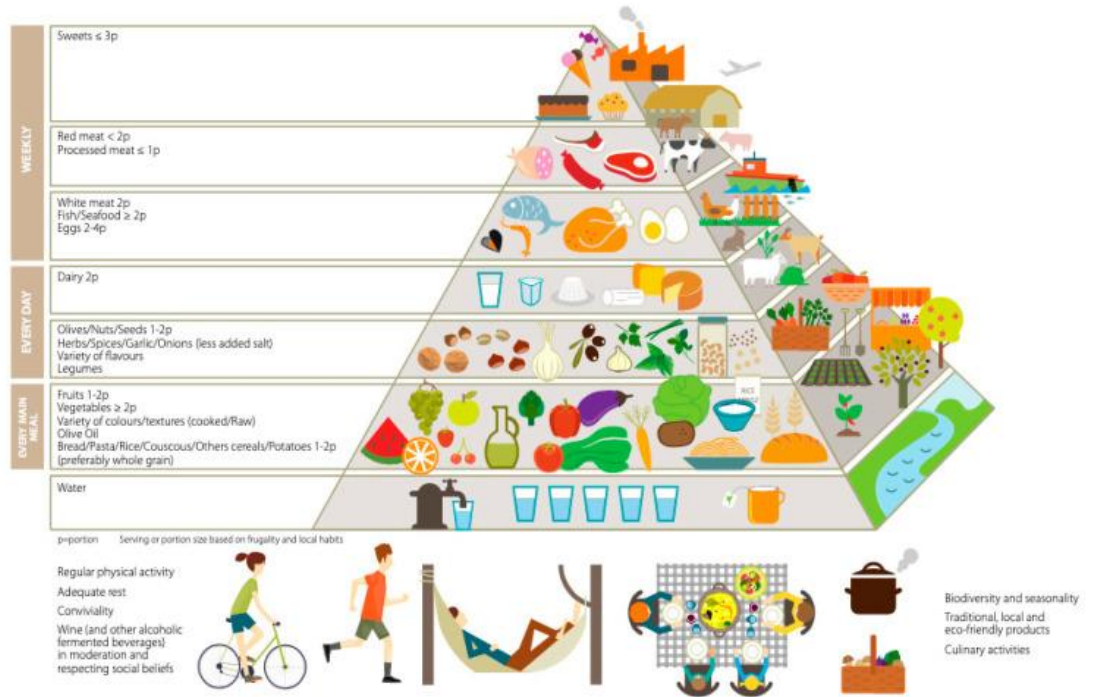 WEEKLY
Sweets ≤ 3p
Red meat < 2p
Processed meat ≤ 1p
White meat 2p
Fish/Seafood ≥ 2p
Eggs 2-4p
EVERY DAY
Dairy 2p
Olives/Nuts/Seeds 1-2p
Herbs/Spices/Garlic/Onions (less added salt)
Variety of flavours
Legumes
EVERY MAIN
MEAL
Fruits 1-2p
Vegetables ≥ 2p
Variety of colours/textures (cooked/Raw)
Olive Oil
Bread/Pasta/Rice/Couscous/Others cereals/Potatoes 1-2p
(preferably whole grain)
RICE
Water
p=portion Serving or portion size based on frugality and local habits
Regular physical activity
Adequate rest
Conviviality
Wine (and other alcoholic
fermented beverages)
in moderation and
respecting social beliefs
Biodiversity and seasonality
Traditional, local and
eco-friendly products
Culinary activities